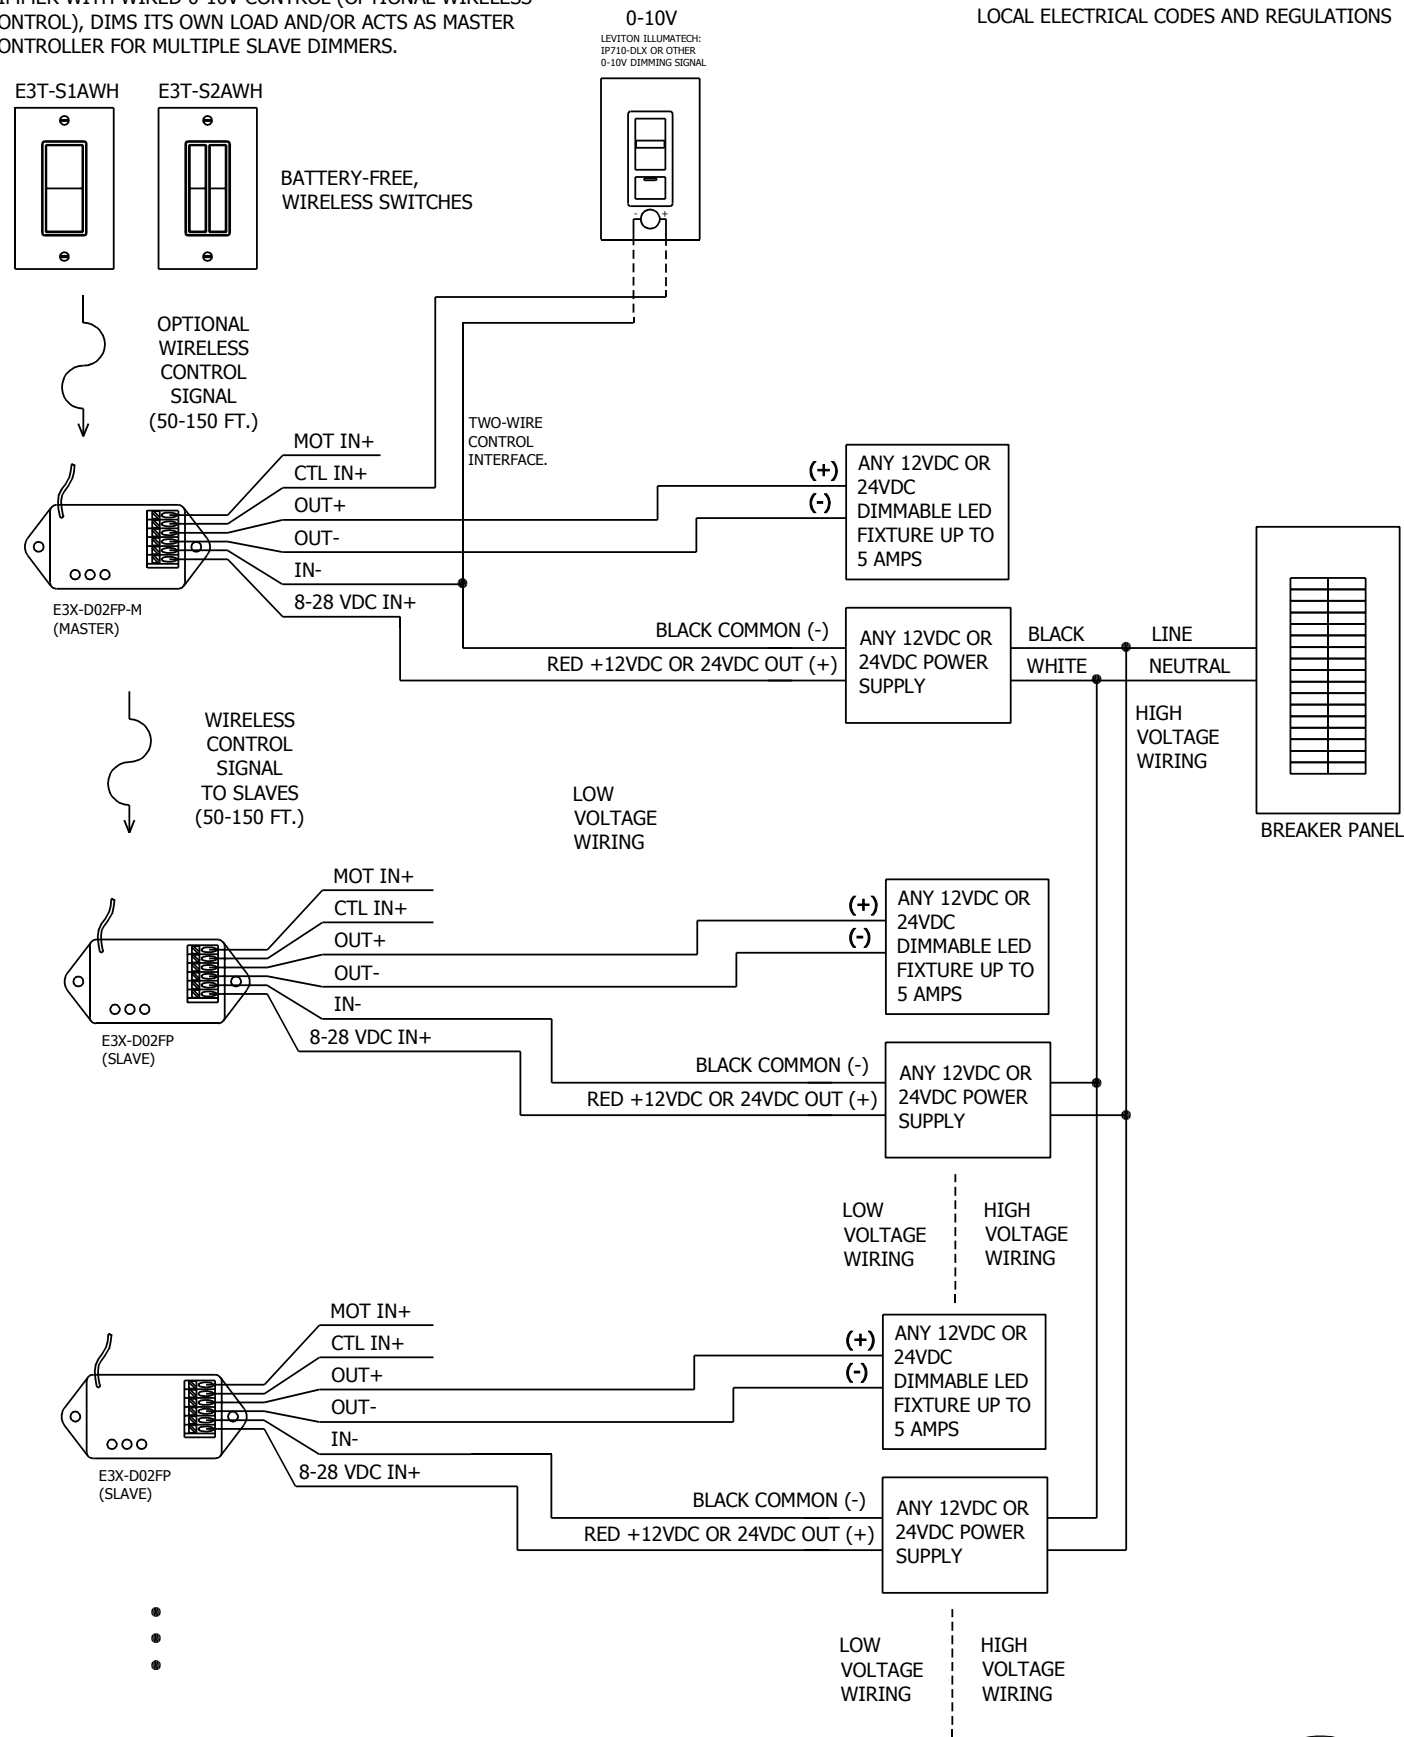 CONTROL), DIMS ITS OWN LOAD AND/OR ACTS AS MASTER
CONTROLLER FOR MULTIPLE SLAVE DIMMERS.
0-10V
LEVITON ILLUMATECH:
IP710-DLX OR OTHER
0-10V DIMMING SIGNAL
LOCAL ELECTRICAL CODES AND REGULATIONS
E3T-S1AWH
E3T-S2AWH
BATTERY-FREE,
WIRELESS SWITCHES
- +
OPTIONAL
WIRELESS
CONTROL
SIGNAL
(50-150 FT.)
TWO-WIRE
CONTROL
INTERFACE.
MOT IN+
CTL IN+
OUT+
OUT-
IN-
8-28 VDC IN+
E3X-D02FP-M
(MASTER)
(+)
(-)
ANY 12VDC OR
24VDC
DIMMABLE LED
FIXTURE UP TO
5 AMPS
BLACK COMMON (-)
RED +12VDC OR 24VDC OUT (+)
ANY 12VDC OR
24VDC POWER
SUPPLY
BLACK
WHITE
LINE
NEUTRAL
HIGH
VOLTAGE
WIRING
BREAKER PANEL
WIRELESS
CONTROL
SIGNAL
TO SLAVES
(50-150 FT.)
LOW
VOLTAGE
WIRING
MOT IN+
CTL IN+
OUT+
OUT-
IN-
8-28 VDC IN+
E3X-D02FP
(SLAVE)
(+)
(-)
ANY 12VDC OR
24VDC
DIMMABLE LED
FIXTURE UP TO
5 AMPS
BLACK COMMON (-)
RED +12VDC OR 24VDC OUT (+)
ANY 12VDC OR
24VDC POWER
SUPPLY
LOW
VOLTAGE
WIRING
HIGH
VOLTAGE
WIRING
MOT IN+
CTL IN+
OUT+
OUT-
IN-
8-28 VDC IN+
E3X-D02FP
(SLAVE)
(+)
(-)
ANY 12VDC OR
24VDC
DIMMABLE LED
FIXTURE UP TO
5 AMPS
BLACK COMMON (-)
RED +12VDC OR 24VDC OUT (+)
ANY 12VDC OR
24VDC POWER
SUPPLY
LOW
VOLTAGE
WIRING
HIGH
VOLTAGE
WIRING